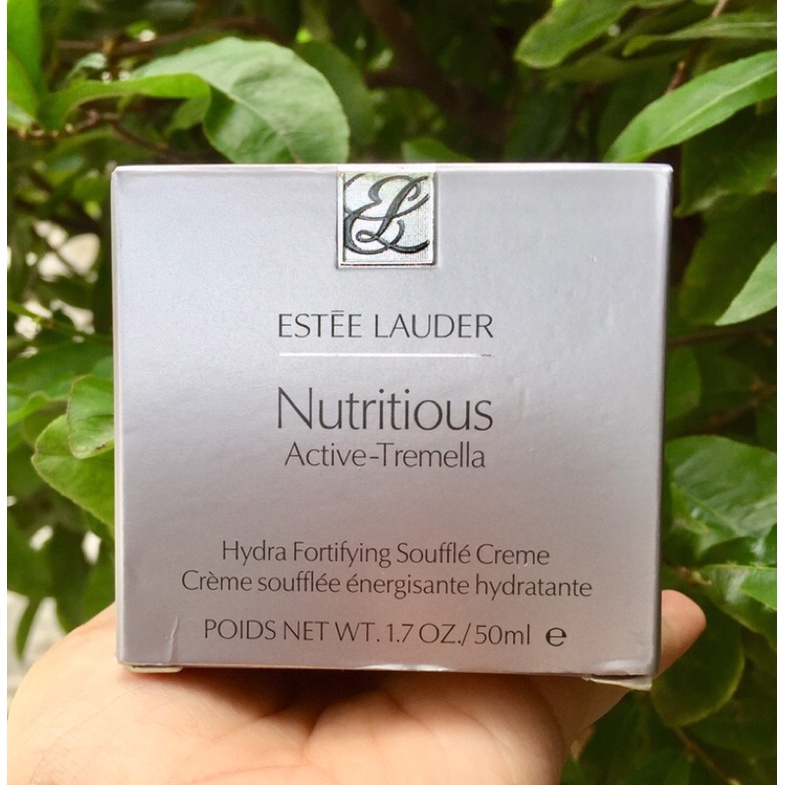 EL
ESTĒE LAUDER
Nutritious
Active-Tremella
Hydra Fortifying Soufflé Creme
Crème soufflée énergisante hydratante
POIDS NET WT. 1.7 OZ./50ml ℮